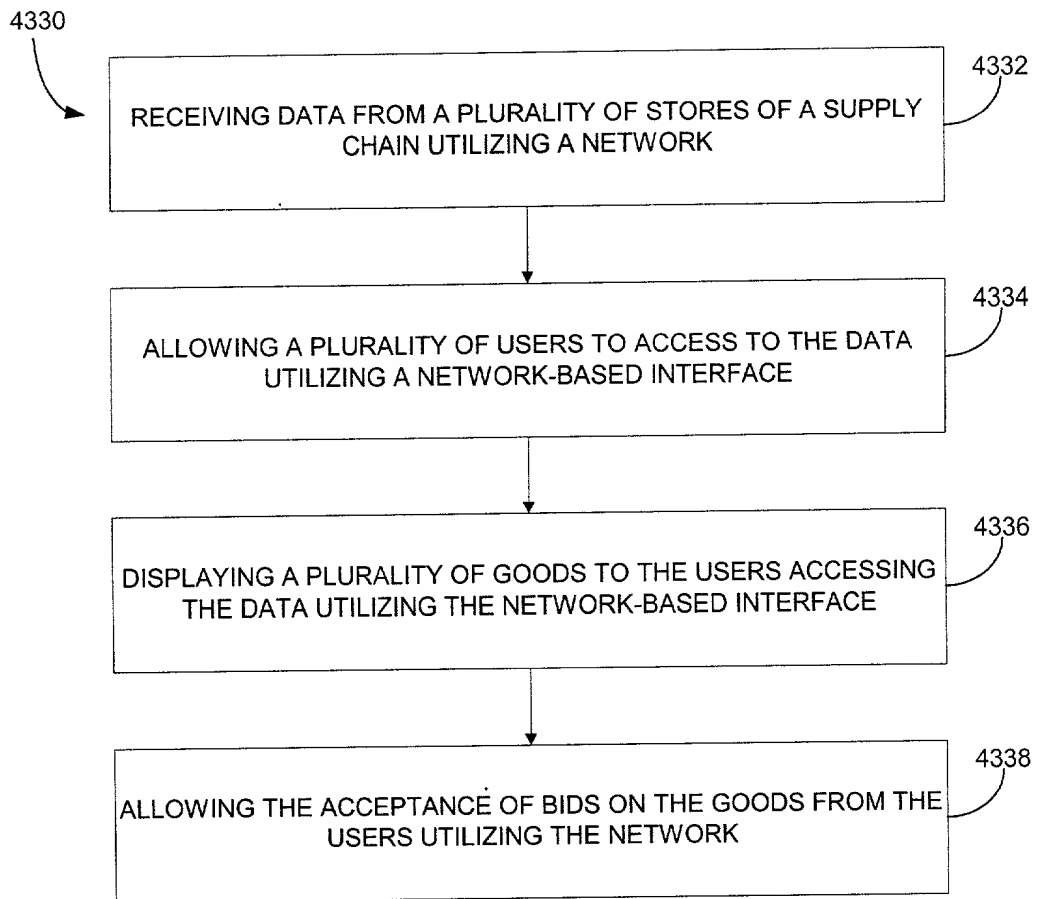 4330
4332
RECEIVING DATA FROM A PLURALITY OF STORES OF A SUPPLY
CHAIN UTILIZING A NETWORK
4334
ALLOWING A PLURALITY OF USERS TO ACCESS TO THE DATA
UTILIZING A NETWORK-BASED INTERFACE
4336
DISPLAYING A PLURALITY OF GOODS TO THE USERS ACCESSING
THE DATA UTILIZING THE NETWORK-BASED INTERFACE
4338
ALLOWING THE ACCEPTANCE OF BIDS ON THE GOODS FROM THE
USERS UTILIZING THE NETWORK